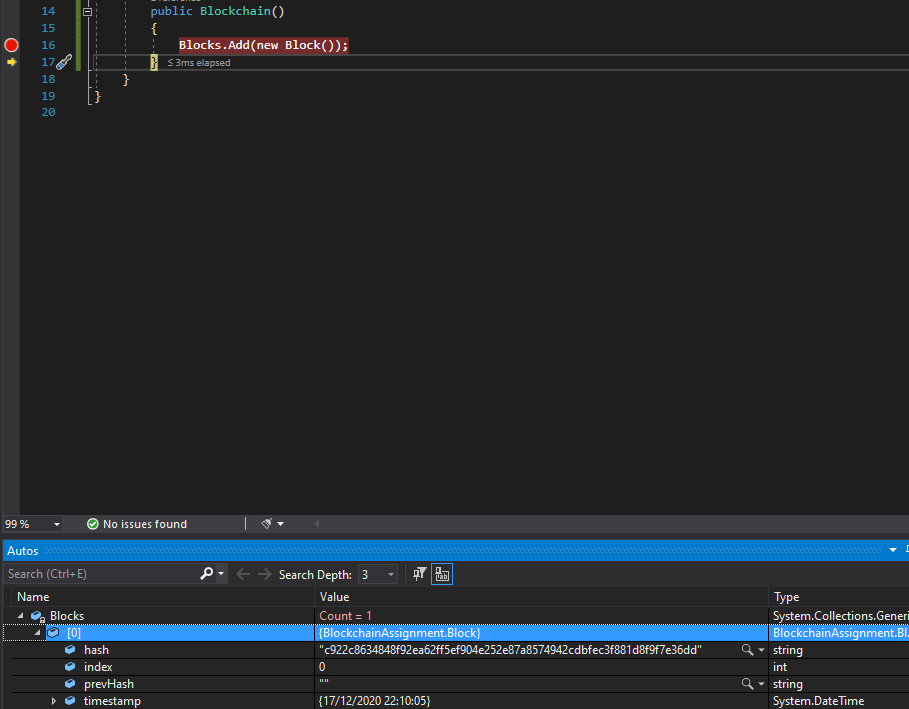 14 public Blockchain()
15 {
16 Blocks.Add(new Block());
17 } ≤3ms elapsed
18 }
19 }
20
99 % No issues found
Autos
Search (Ctrl+E) Search Depth: 3
Name Value Type
Blocks Count = 1 System.Collections.Generi
[0] {BlockchainAssignment.Block} BlockchainAssignment.Bl
hash "c922c8634848f92ea62ff5ef904e252e87a8574942cdbfec3f881d8f9f7e36dd" string
index 0 int
prevHash "" string
timestamp {17/12/2020 22:10:05} System.DateTime